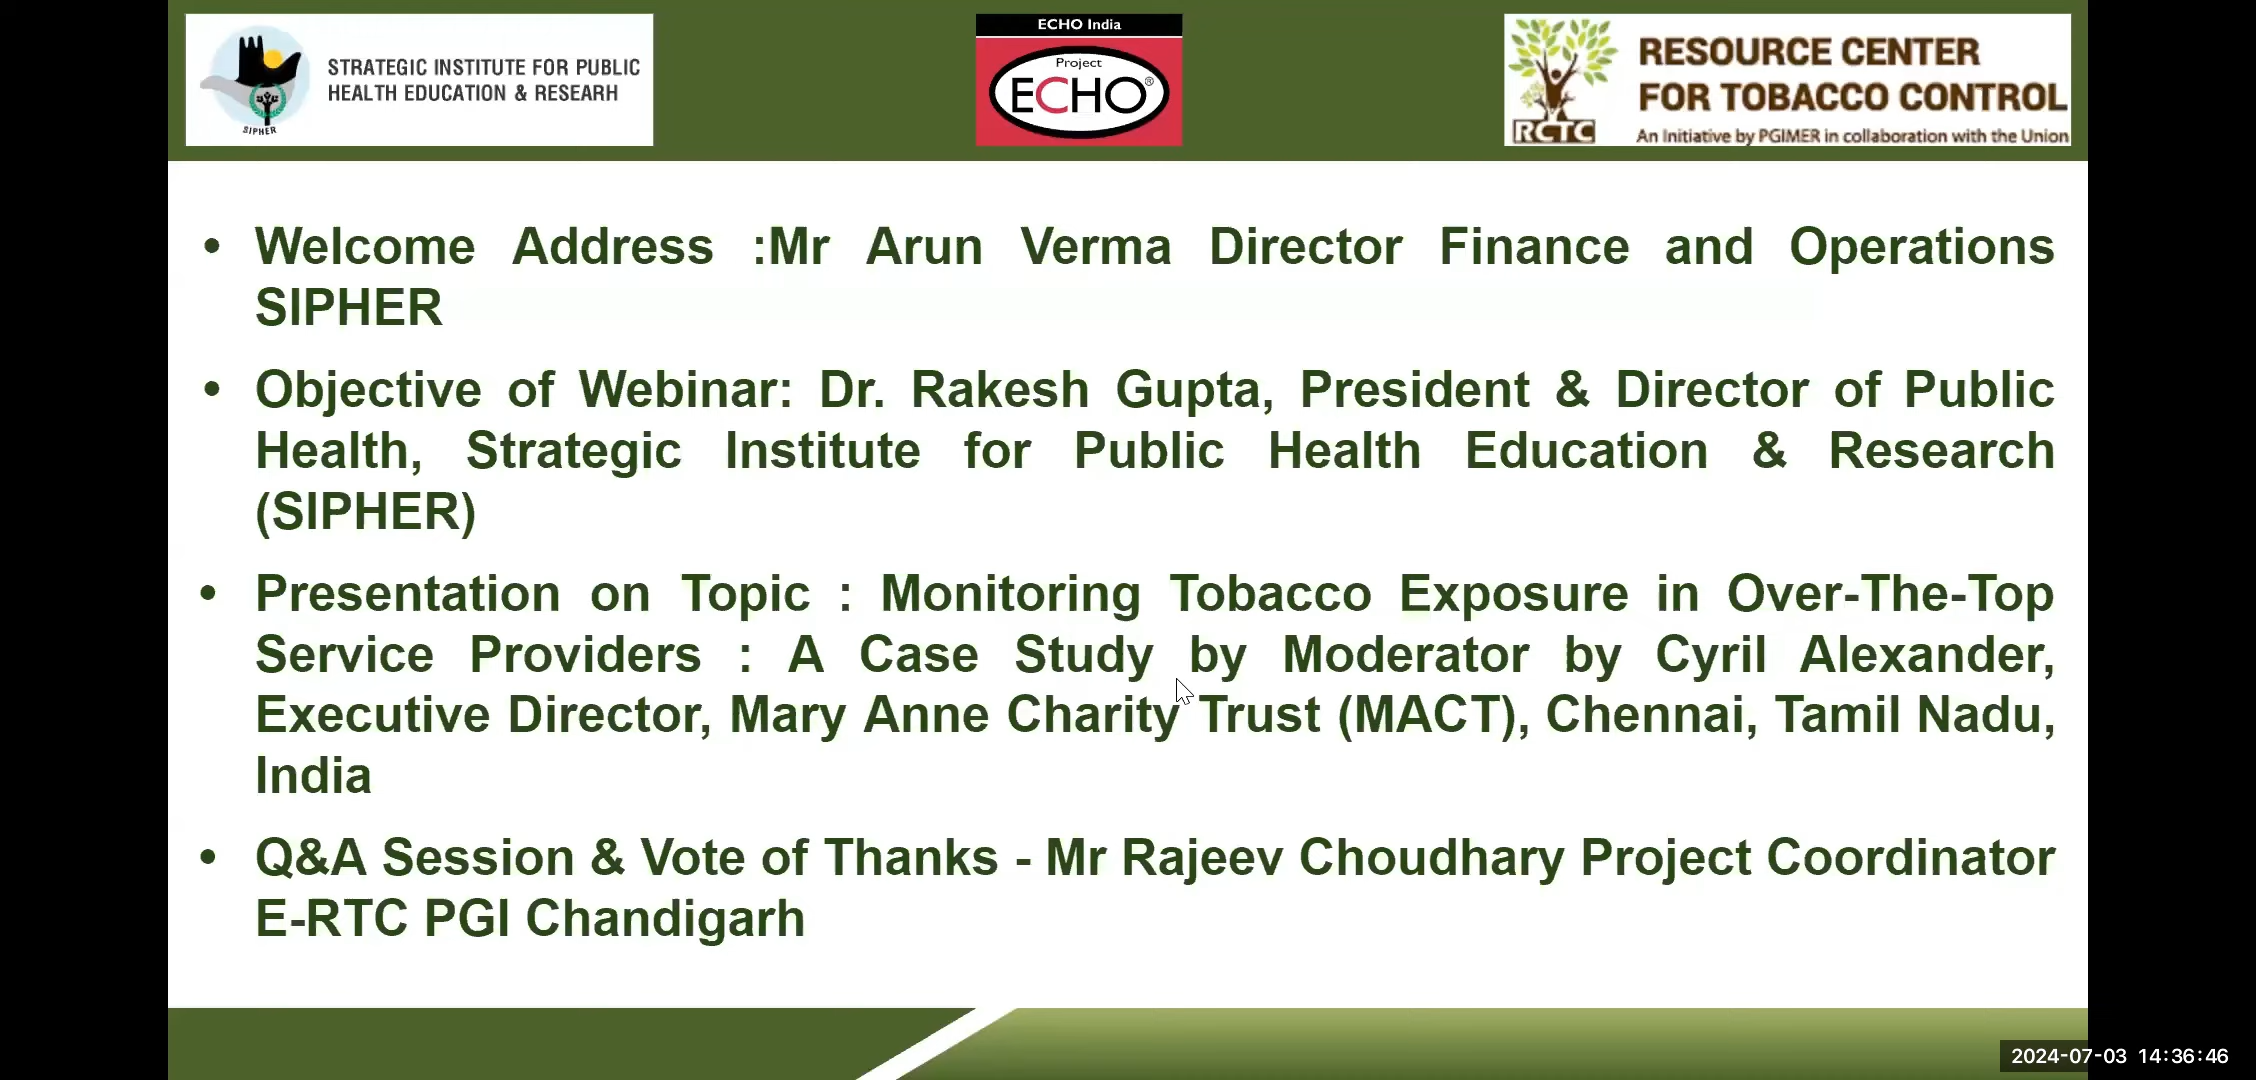 STRATEGIC INSTITUTE FOR PUBLIC
HEALTH EDUCATION & RESEARH
SIPHER
ECHO India
Project
ECHO®
RCTC
RESOURCE CENTER
FOR TOBACCO CONTROL
An Initiative by PGIMER in collaboration with the Union
• Welcome Address :Mr Arun Verma Director Finance and Operations
SIPHER
• Objective of Webinar: Dr. Rakesh Gupta, President & Director of Public
Health, Strategic Institute for Public Health Education & Research
(SIPHER)
• Presentation on Topic : Monitoring Tobacco Exposure in Over-The-Top
Service Providers : A Case Study by Moderator by Cyril Alexander,
Executive Director, Mary Anne Charity Trust (MACT), Chennai, Tamil Nadu,
India
• Q&A Session & Vote of Thanks - Mr Rajeev Choudhary Project Coordinator
E-RTC PGI Chandigarh
2024-07-03 14:36:46